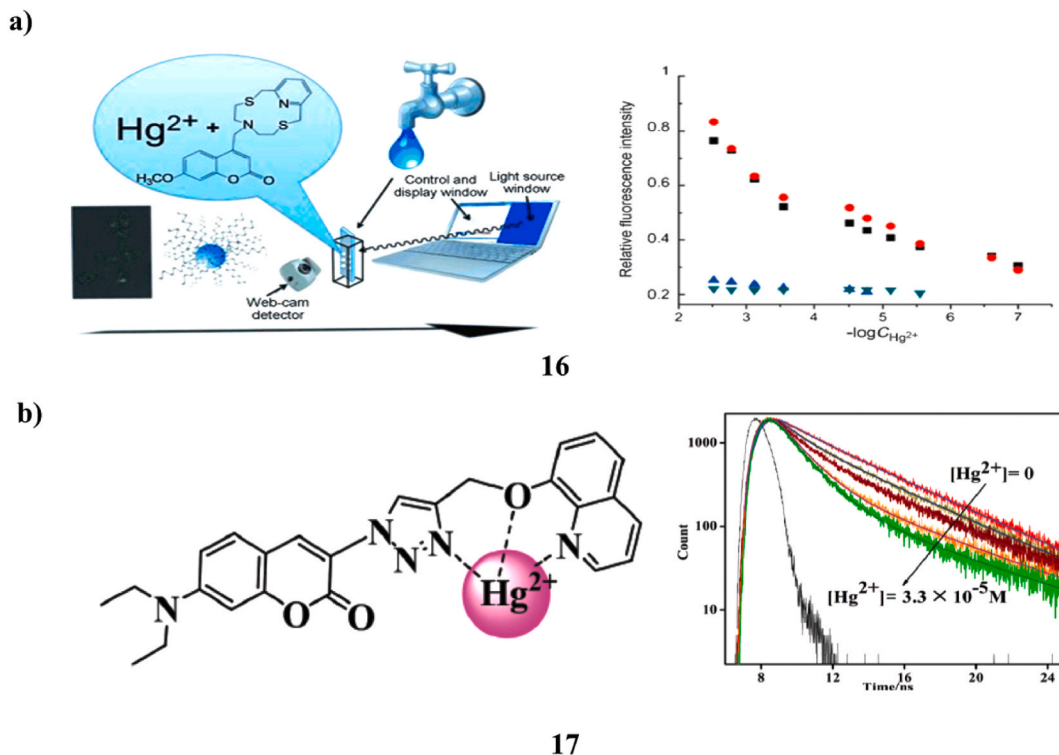 a)
Hg2+ +
S
N
S
N
CH3O
O
O
Control and
display window
Light source
window
Web-cam
detector
Relative fluorescence intensity
1
0.8
0.6
0.4
0.2
2
3
4
5
6
7
-logCHg2+
16
b)
N
O
O
N
N
N
O
N
Hg2+
Count
1000
100
10
[Hg2+]= 0
[Hg2+]= 3.3 × 10-5M
8
12
16
20
24
Time/ns
17